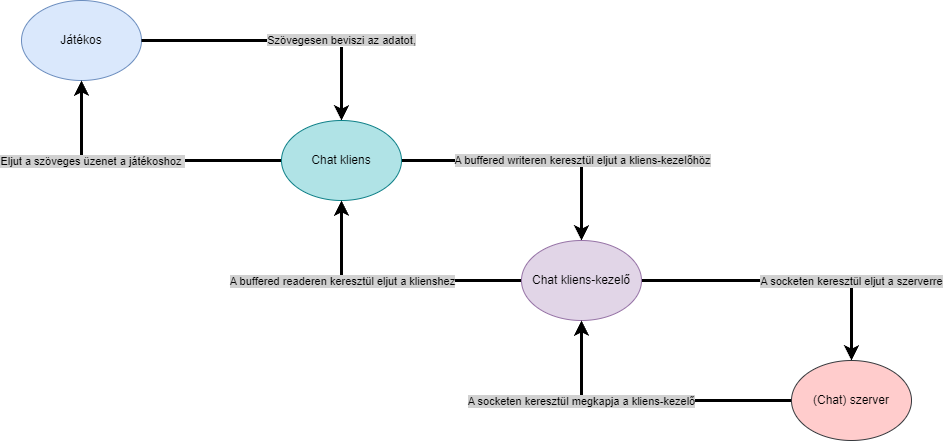 Játékos
Szövegesen beviszi az adatot,
Eljut a szöveges üzenet a játékoshoz
Chat kliens
A buffered writeren keresztül eljut a kliens-kezelőhöz
A buffered readeren keresztül eljut a klienshez
Chat kliens-kezelő
A socketen keresztül eljut a szerverre
A socketen keresztül megkapja a kliens-kezelő
(Chat) szerver